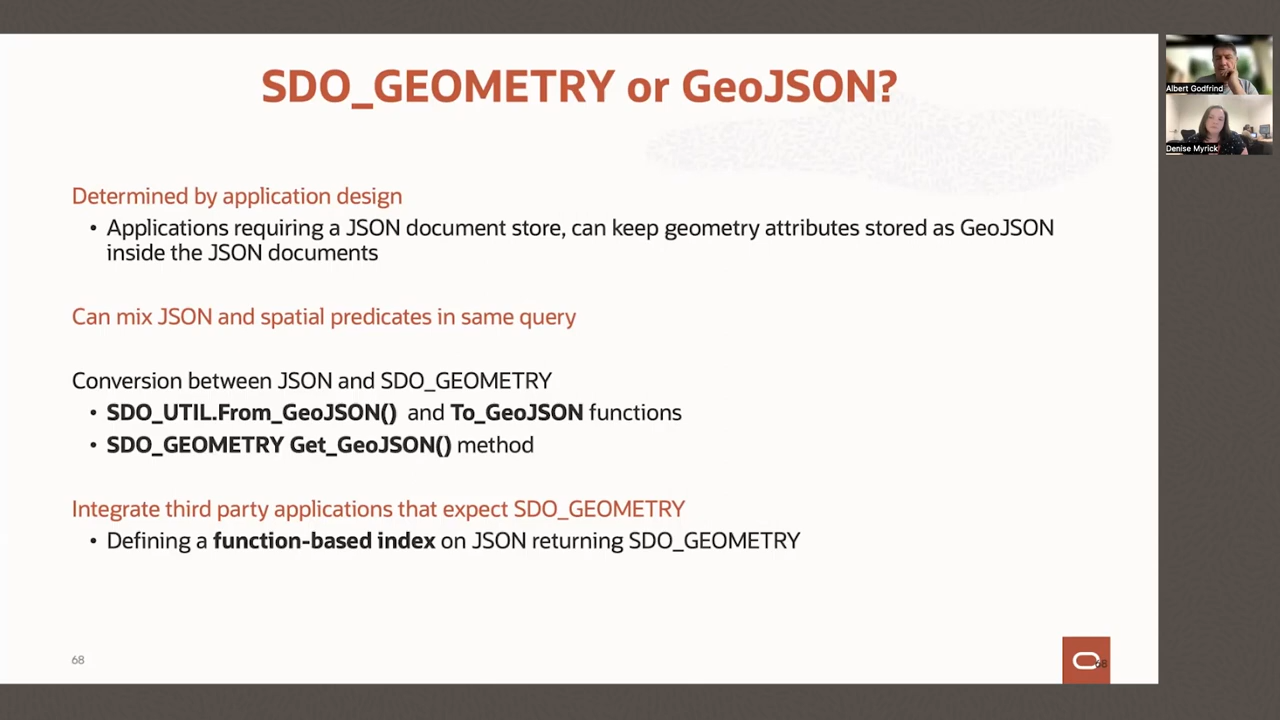 SDO_GEOMETRY or GeoJSON?
Albert Godfrind
Denise Myrick
Determined by application design
• Applications requiring a JSON document store, can keep geometry attributes stored as GeoJSON
inside the JSON documents
Can mix JSON and spatial predicates in same query
Conversion between JSON and SDO_GEOMETRY
• SDO_UTIL.From_GeoJSON() and To_GeoJSON functions
• SDO_GEOMETRY Get_GeoJSON() method
Integrate third party applications that expect SDO_GEOMETRY
• Defining a function-based index on JSON returning SDO_GEOMETRY
68
68